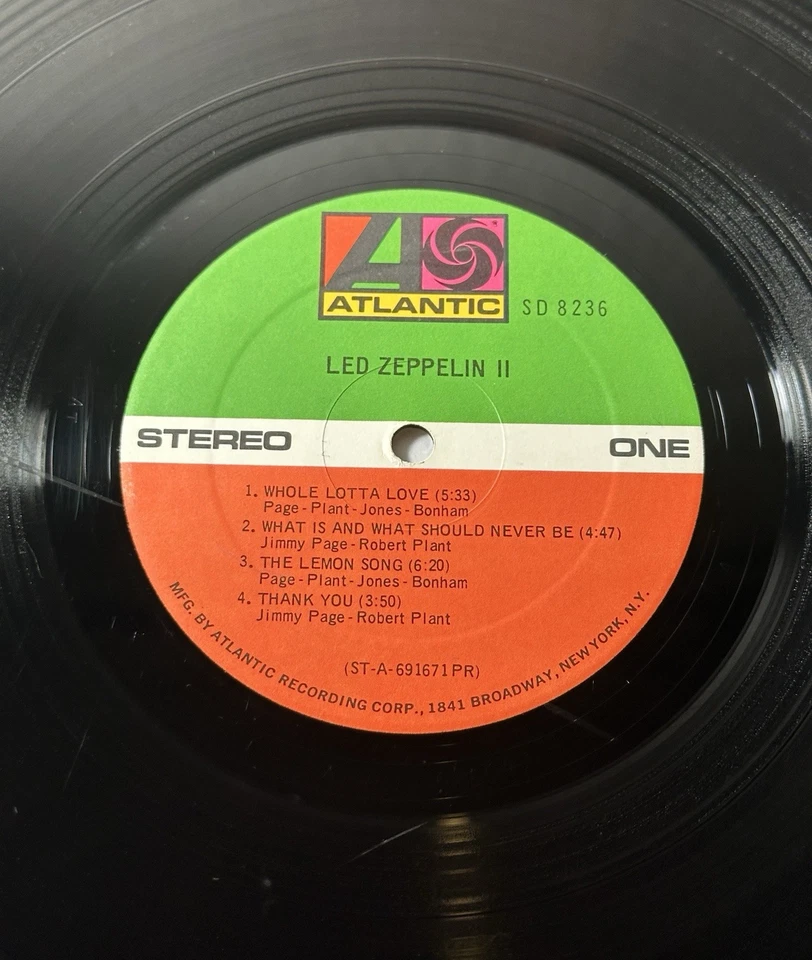 ATLANTIC SD 8236
LED ZEPPELIN II
STEREO ONE
1. WHOLE LOTTA LOVE (5:33)
Page-Plant-Jones-Bonham
2. WHAT IS AND WHAT SHOULD NEVER BE (4:47)
Jimmy Page-Robert Plant
3. THE LEMON SONG (6:20)
Page-Plant-Jones-Bonham
4. THANK YOU (3:50)
Jimmy Page-Robert Plant
(ST-A-691671PR)
MFG. BY ATLANTIC RECORDING CORP., 1841 BROADWAY, NEW YORK, N.Y.